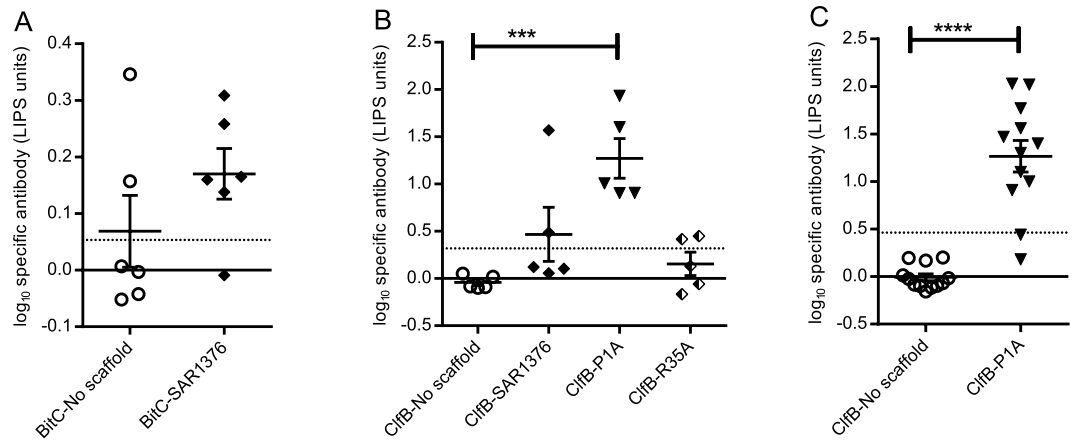 A
log10 specific antibody (LIPS units)
0.4
0.3
0.2
0.1
0.0
-0.1
BitC-No scaffold
BitC-SAR1376
B
***
log10 specific antibody (LIPS units)
2.5
2.0
1.5
1.0
0.5
0.0
-0.5
ClfB-No scaffold
ClfB-SAR1376
ClfB-P1A
ClfB-R35A
C
****
log10 specific antibody (LIPS units)
2.5
2.0
1.5
1.0
0.5
0.0
-0.5
ClfB-No scaffold
ClfB-P1A